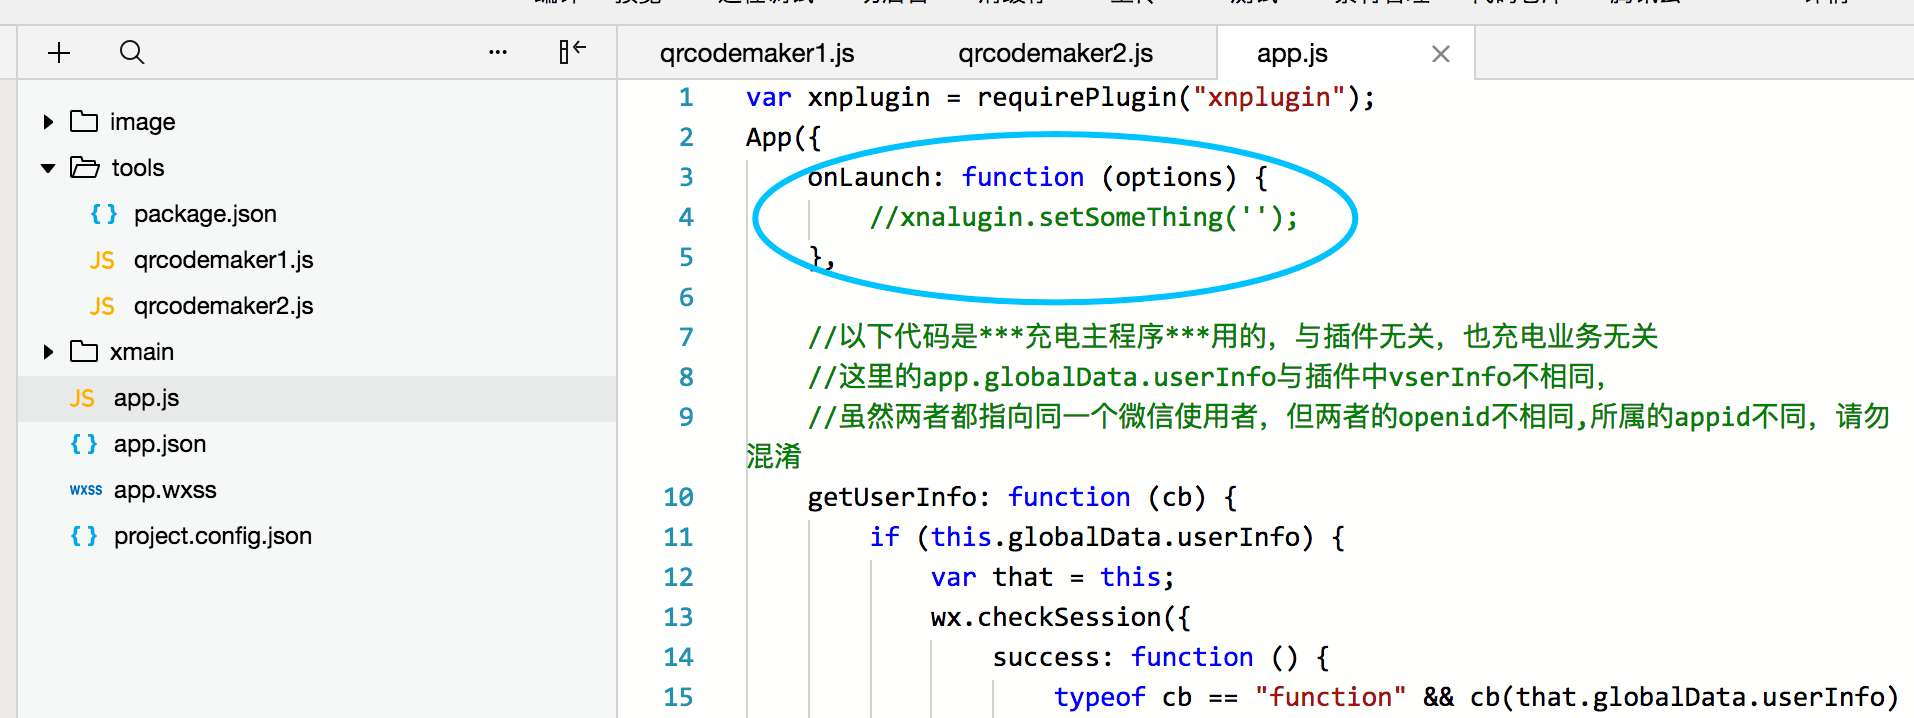 qrcodemaker1.js
qrcodemaker2.js
app.js
image
tools
package.json
qrcodemaker1.js
qrcodemaker2.js
xmain
app.js
app.json
app.wxss
project.config.json
1 var xnplugin = requirePlugin("xnplugin");
2 App({
3 onLaunch: function (options) {
4 //xnalugin.setSomeThing('');
5 },
6
7 //以下代码是***充电主程序***用的，与插件无关，也充电业务无关
8 //这里的app.globalData.userInfo与插件中vserInfo不相同，
9 //虽然两者都指向同一个微信使用者，但两者的openid不相同,所属的appid不同，请勿
混淆
10 getUserInfo: function (cb) {
11 if (this.globalData.userInfo) {
12 var that = this;
13 wx.checkSession({
14 success: function () {
15 typeof cb == "function" && cb(that.globalData.userInfo)